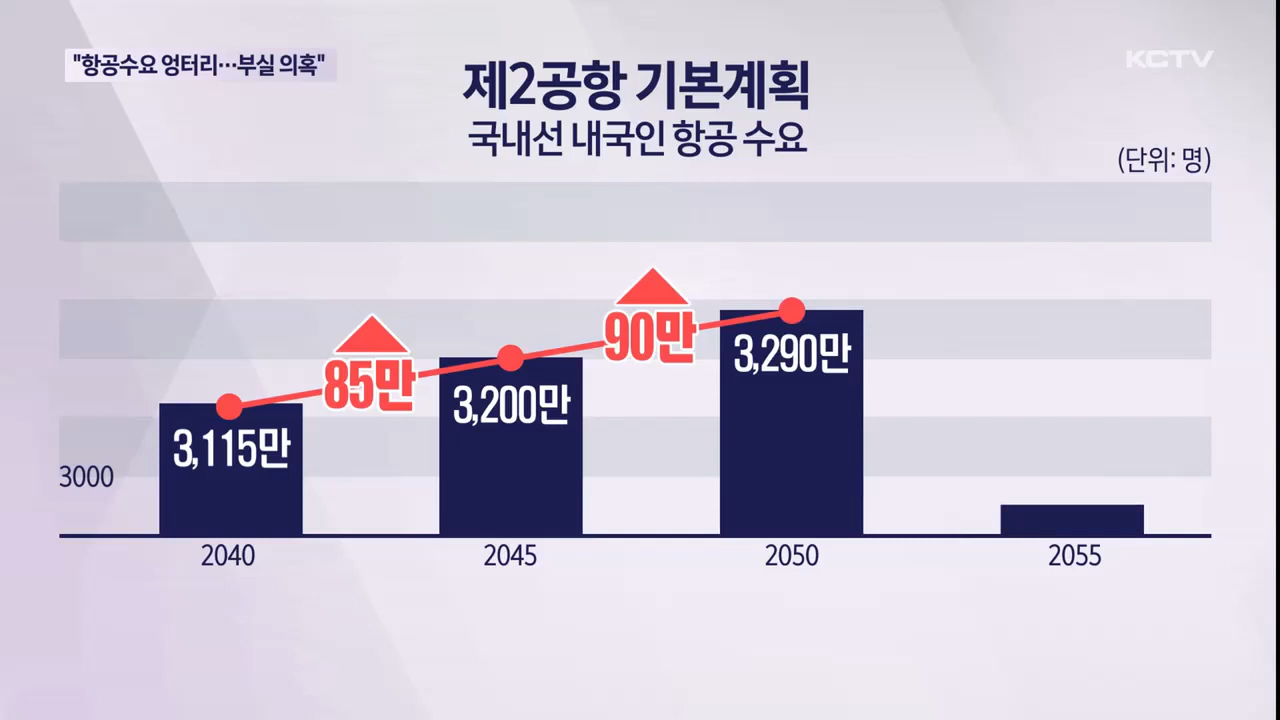 "항공수요 엉터리…부실 의혹"
KCTV
제2공항 기본계획
국내선 내국인 항공 수요
(단위: 명)
85만
90만
3,115만
3,200만
3,290만
3000
2040
2045
2050
2055